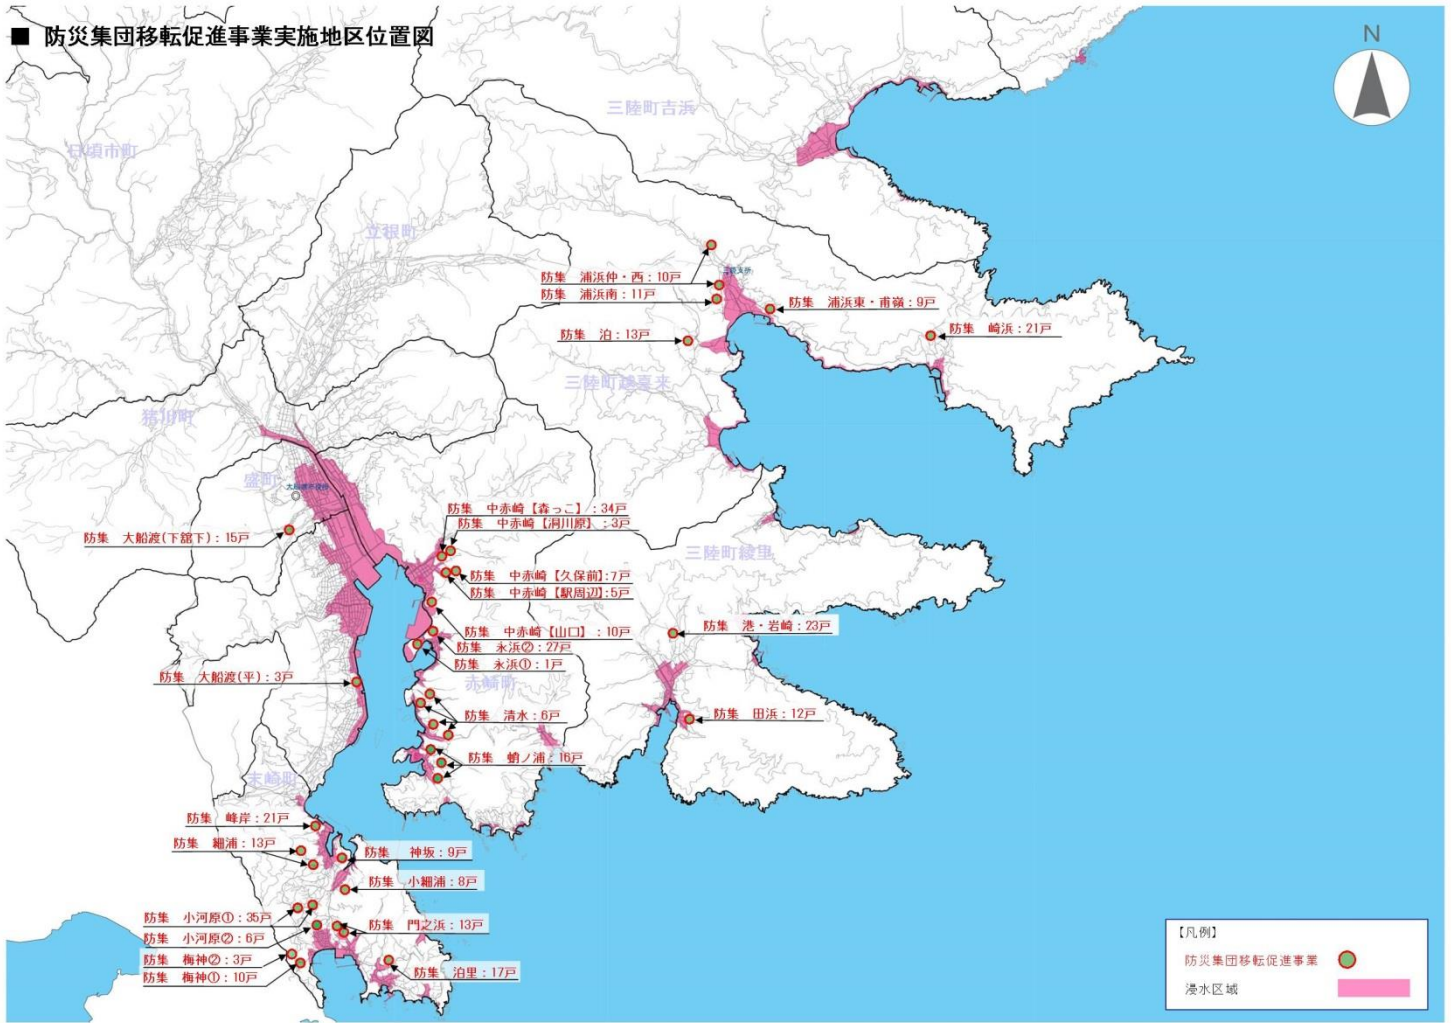 ■ 防災集団移転促進事業実施地区位置図
N
三陸町吉浜
日頃市町
立根町
防集 浦浜仲・西：10戸
防集 浦浜南：11戸
防集 浦浜東・甫嶺：9戸
防集 泊：13戸
防集 崎浜：21戸
三陸町越喜来
猪川町
盛町
防集 大船渡(下舘下)：15戸
防集 中赤崎【森っこ】：34戸
防集 中赤崎【洞川原】：3戸
三陸町綾里
防集 中赤崎【久保前】:7戸
防集 中赤崎【駅周辺】:5戸
防集 中赤崎【山口】：10戸
防集 港・岩崎：23戸
防集 永浜②：27戸
防集 永浜①：1戸
防集 大船渡(平)：3戸
赤崎町
防集 清水：6戸
防集 田浜：12戸
防集 蛸ノ浦：16戸
末崎町
防集 峰岸：21戸
防集 細浦：13戸
防集 神坂：9戸
防集 小細浦：8戸
防集 小河原①：35戸
防集 門之浜：13戸
防集 小河原②：6戸
防集 梅神②：3戸
防集 梅神①：10戸
防集 泊里：17戸
【凡例】
防災集団移転促進事業
浸水区域